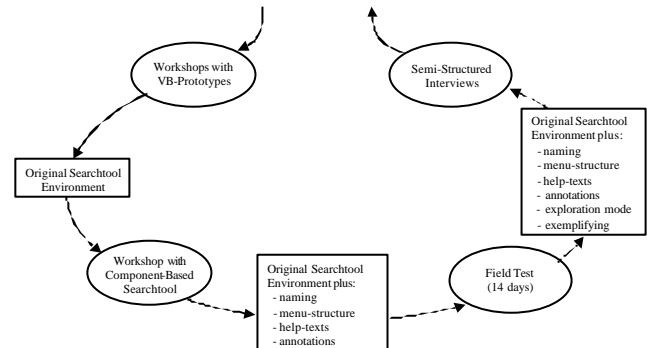 Workshops with
VB-Prototypes
Semi-Structured
Interviews
Original Searchtool
Environment
Original Searchtool
Environment plus:
- naming
- menu-structure
- help-texts
- annotations
- exploration mode
- exemplifying
Workshop with
Component-Based
Searchtool
Original Searchtool
Environment plus:
- naming
- menu-structure
- help-texts
- annotations
Field Test
(14 days)